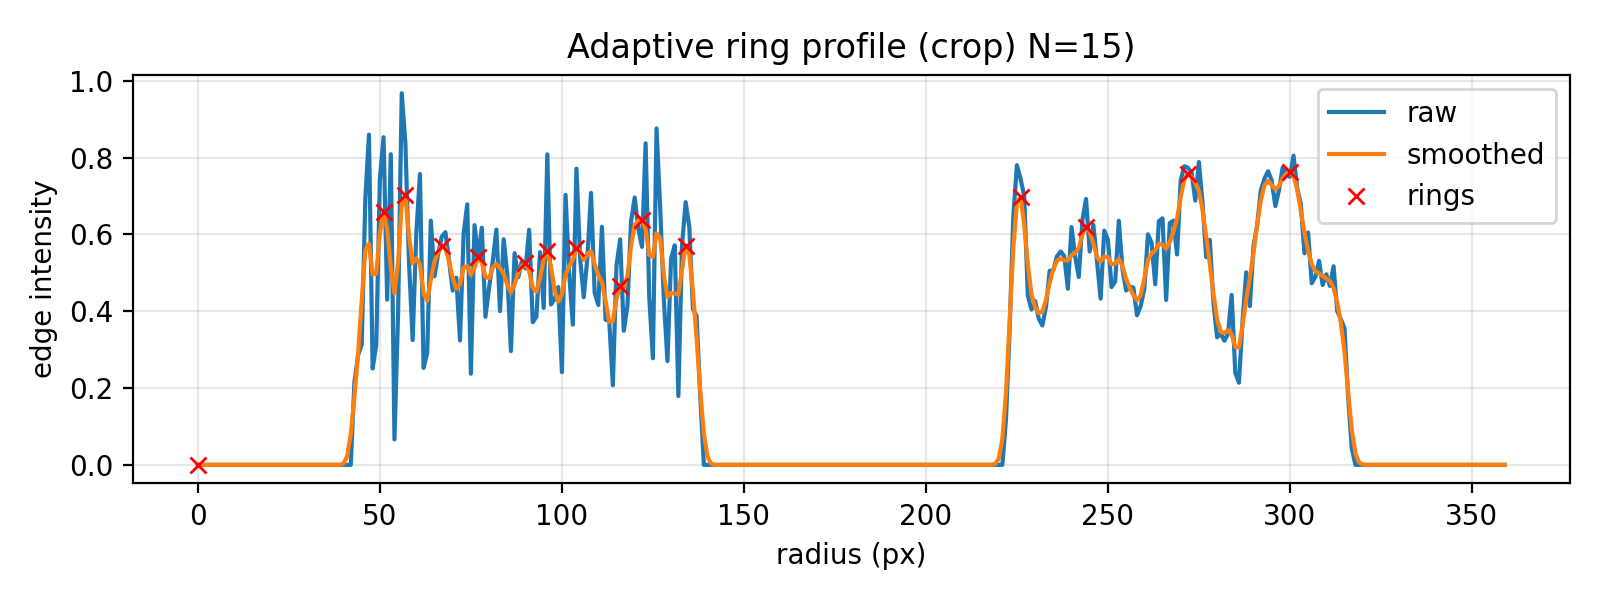 Adaptive ring profile (crop) N=15)
edge intensity
1.0
0.8
0.6
0.4
0.2
0.0
raw
smoothed
rings
0 50 100 150 200 250 300 350
radius (px)